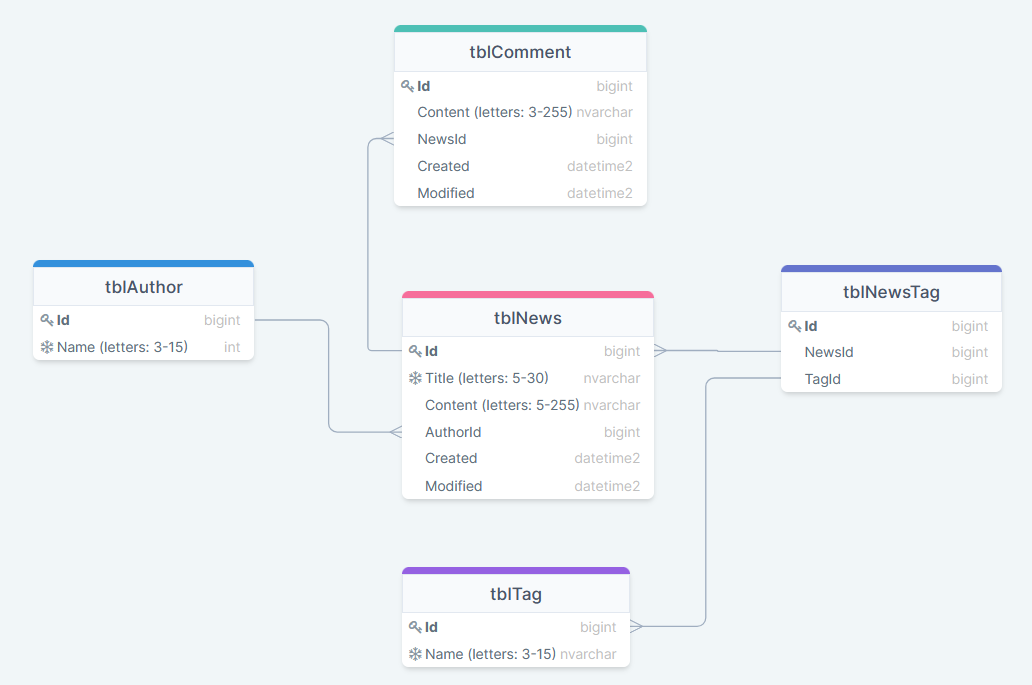 tblComment
Id bigint
Content (letters: 3-255) nvarchar
NewsId bigint
Created datetime2
Modified datetime2
tblAuthor
Id bigint
Name (letters: 3-15) int
tblNews
Id bigint
Title (letters: 5-30) nvarchar
Content (letters: 5-255) nvarchar
AuthorId bigint
Created datetime2
Modified datetime2
tblNewsTag
Id bigint
NewsId bigint
TagId bigint
tblTag
Id bigint
Name (letters: 3-15) nvarchar